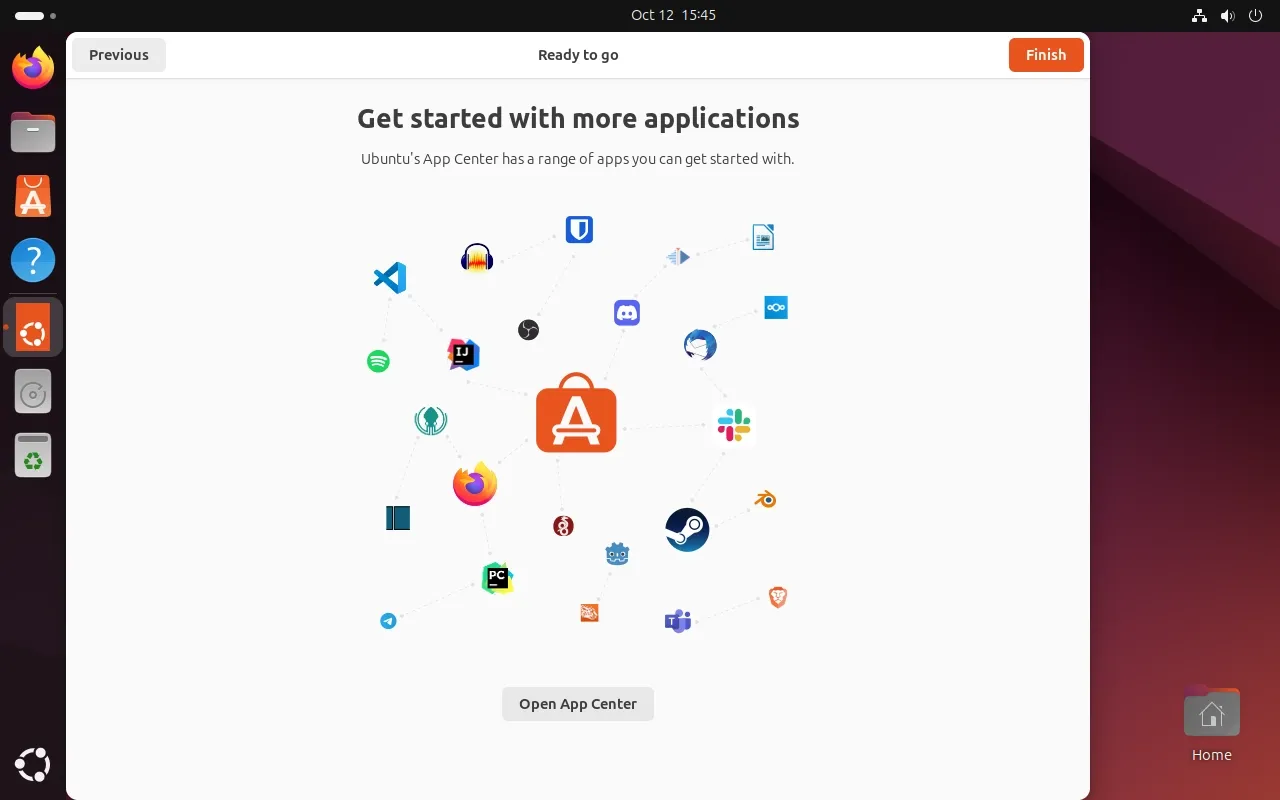 Oct 12 15:45
Previous
Ready to go
Finish
Get started with more applications
Ubuntu's App Center has a range of apps you can get started with.
IJ
PC
T
Open App Center
Home